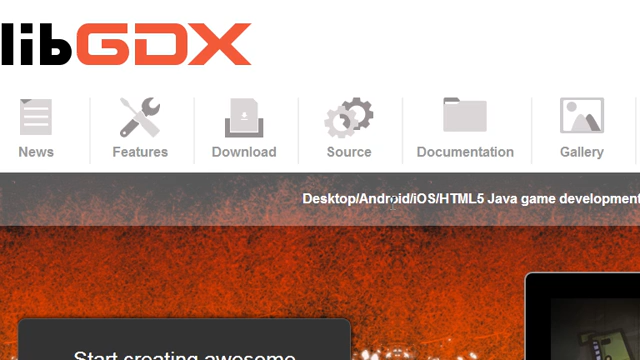 libGDX
News Features Download Source Documentation Gallery
Desktop/Android/iOS/HTML5 Java game development
Start creating awesome